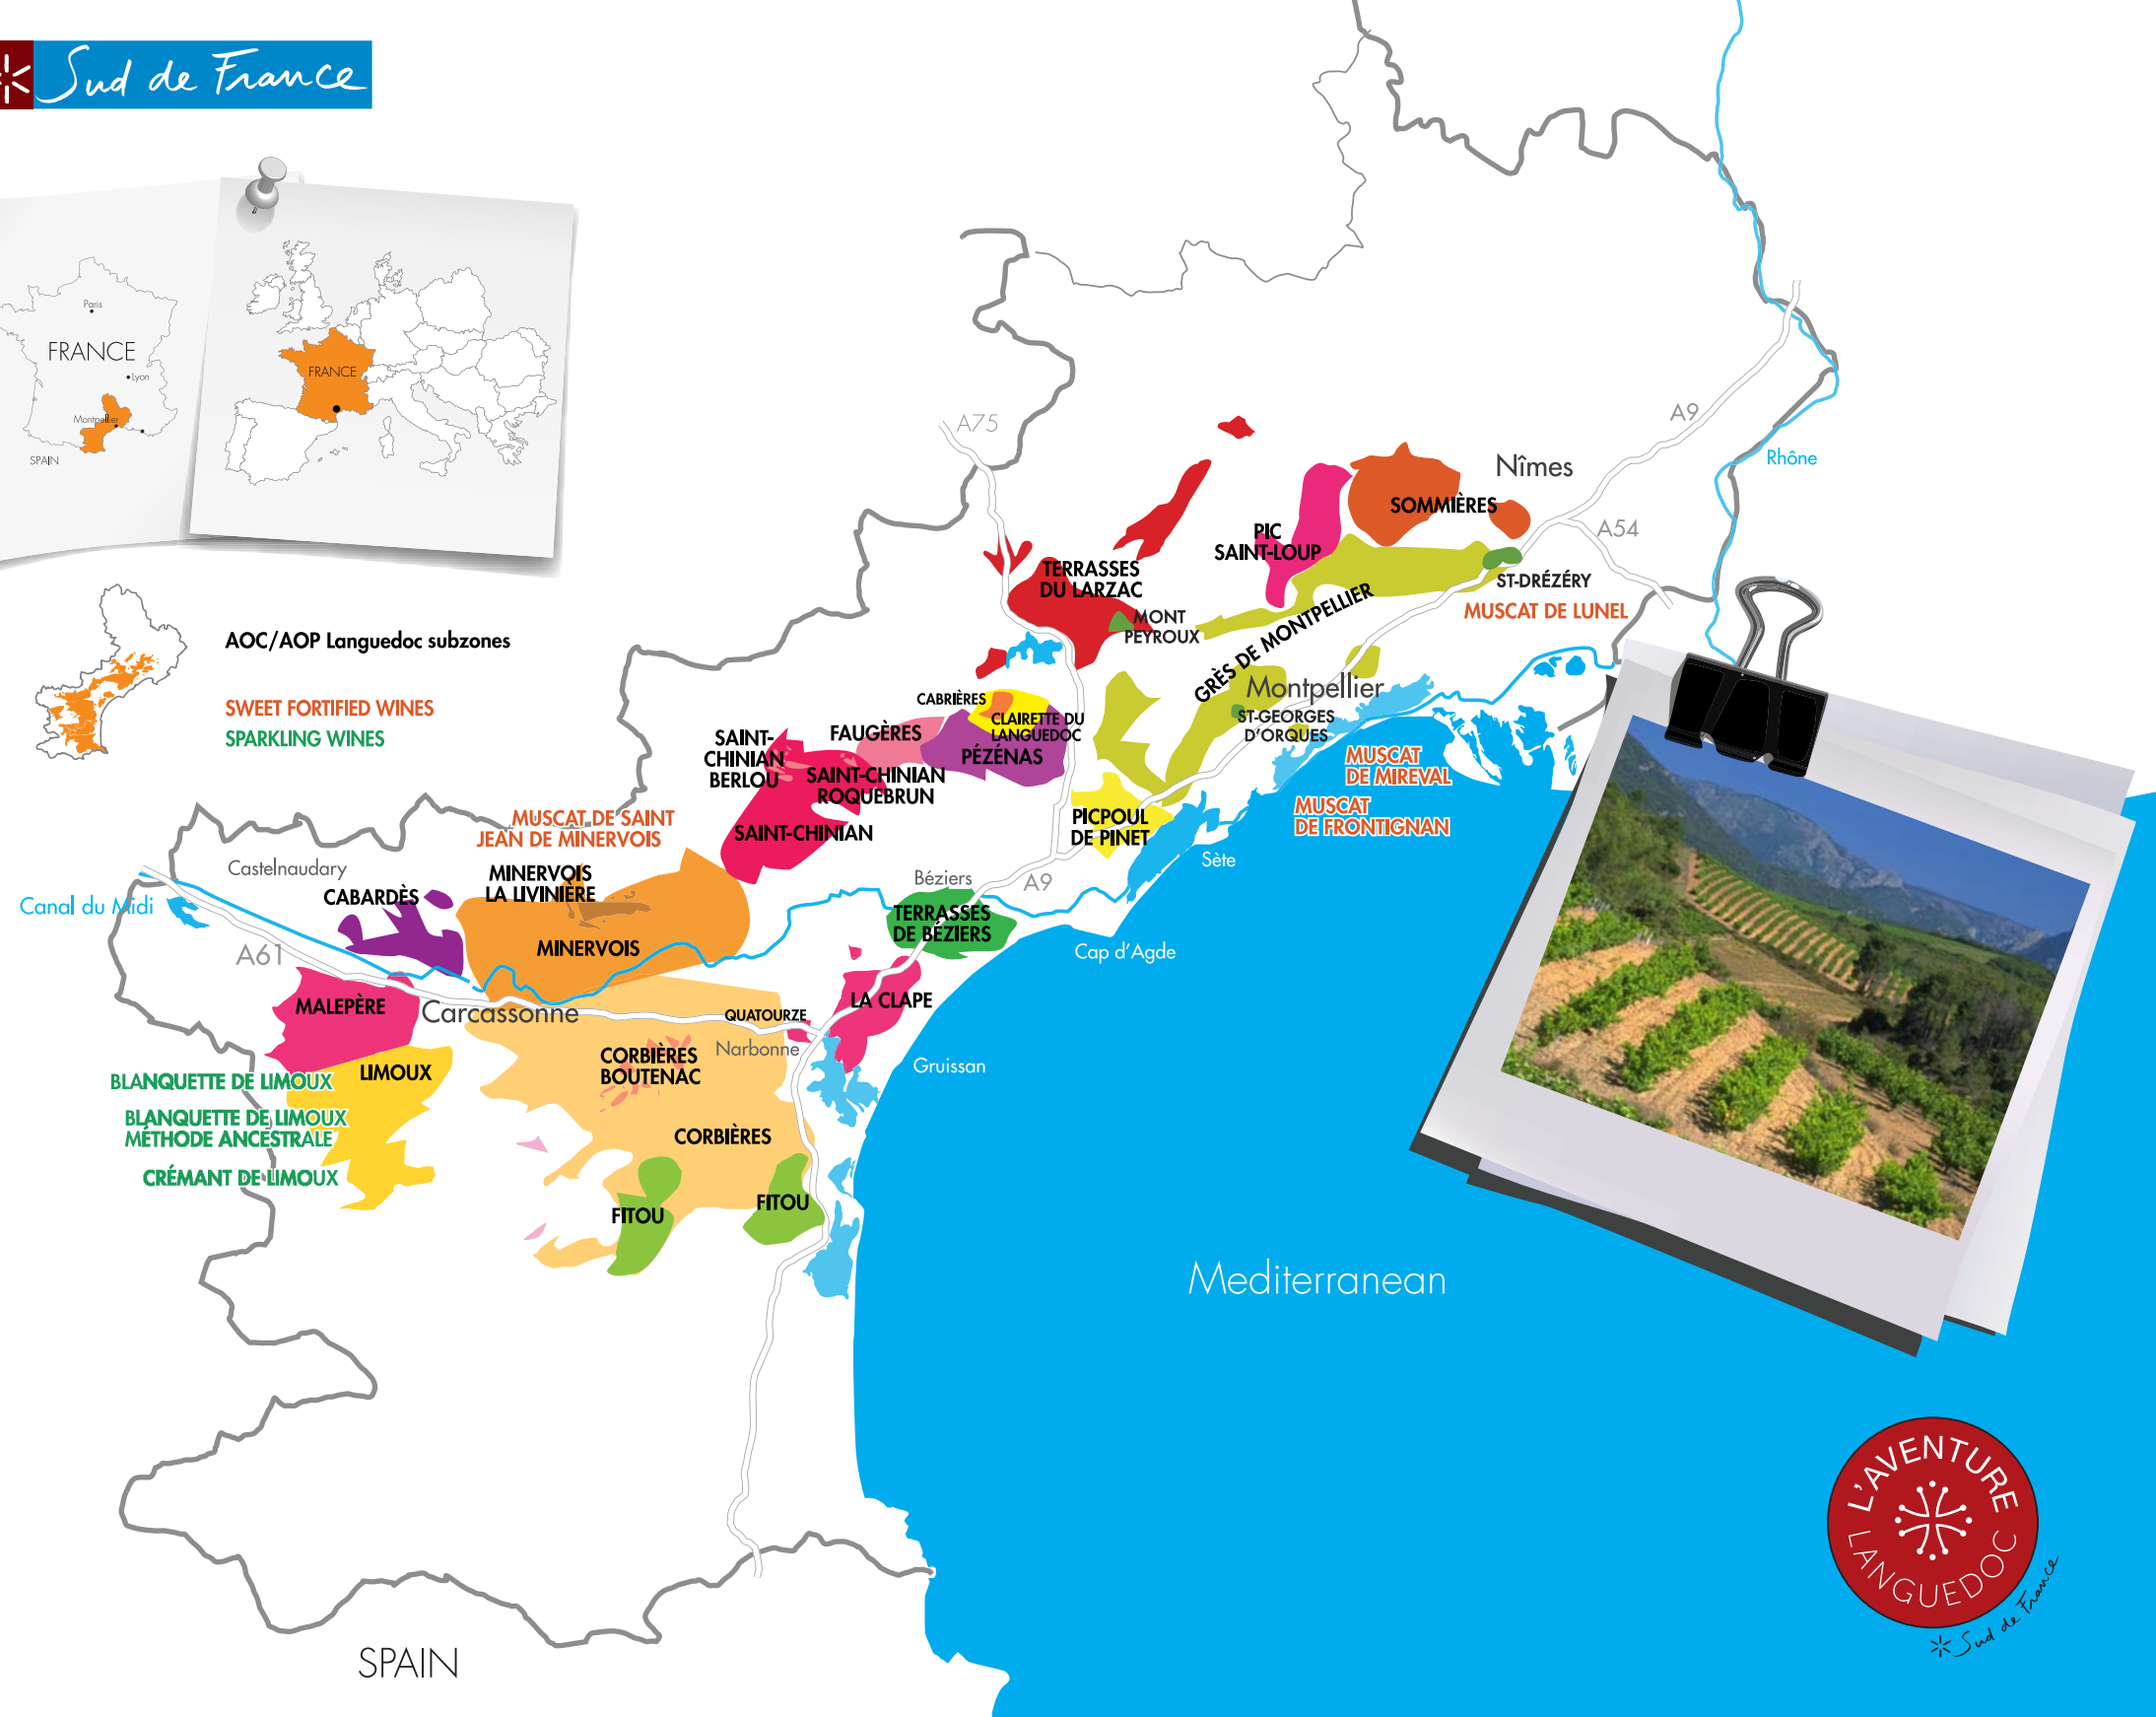 Sud de France
Paris
FRANCE
Lyon
Montpellier
SPAIN
FRANCE
AOC/AOP Languedoc subzones
SWEET FORTIFIED WINES
SPARKLING WINES
A75
A9
Rhône
Nîmes
SOMMIÈRES
A54
PIC
SAINT-LOUP
ST-DRÉZÉRY
MUSCAT DE LUNEL
TERRASSES
DU LARZAC
MONT
PEYROUX
GRÈS DE MONTPELLIER
Montpellier
ST-GEORGES
D'ORQUES
CABRIÈRES
CLAIRETTE DU
LANGUEDOC
PÉZÉNAS
FAUGÈRES
SAINT-
CHINIAN
BERLOU
SAINT-CHINIAN
ROQUEBRUN
SAINT-CHINIAN
MUSCAT
DE MIREVAL
MUSCAT
DE FRONTIGNAN
PICPOUL
DE PINET
Sète
MUSCAT DE SAINT
JEAN DE MINERVOIS
MINERVOIS
LA LIVINIÈRE
MINERVOIS
Castelnaudary
CABARDÈS
Canal du Midi
A61
Béziers
A9
TERRASSES
DE BÉZIERS
Cap d'Agde
MALEPÈRE
Carcassonne
QUATOURZE
LA CLAPE
Narbonne
Gruissan
CORBIÈRES
BOUTENAC
LIMOUX
BLANQUETTE DE LIMOUX
BLANQUETTE DE LIMOUX
MÉTHODE ANCESTRALE
CRÉMANT DE LIMOUX
CORBIÈRES
FITOU
FITOU
Mediterranean
SPAIN
L'AVENTURE
LANGUEDOC
Sud de France